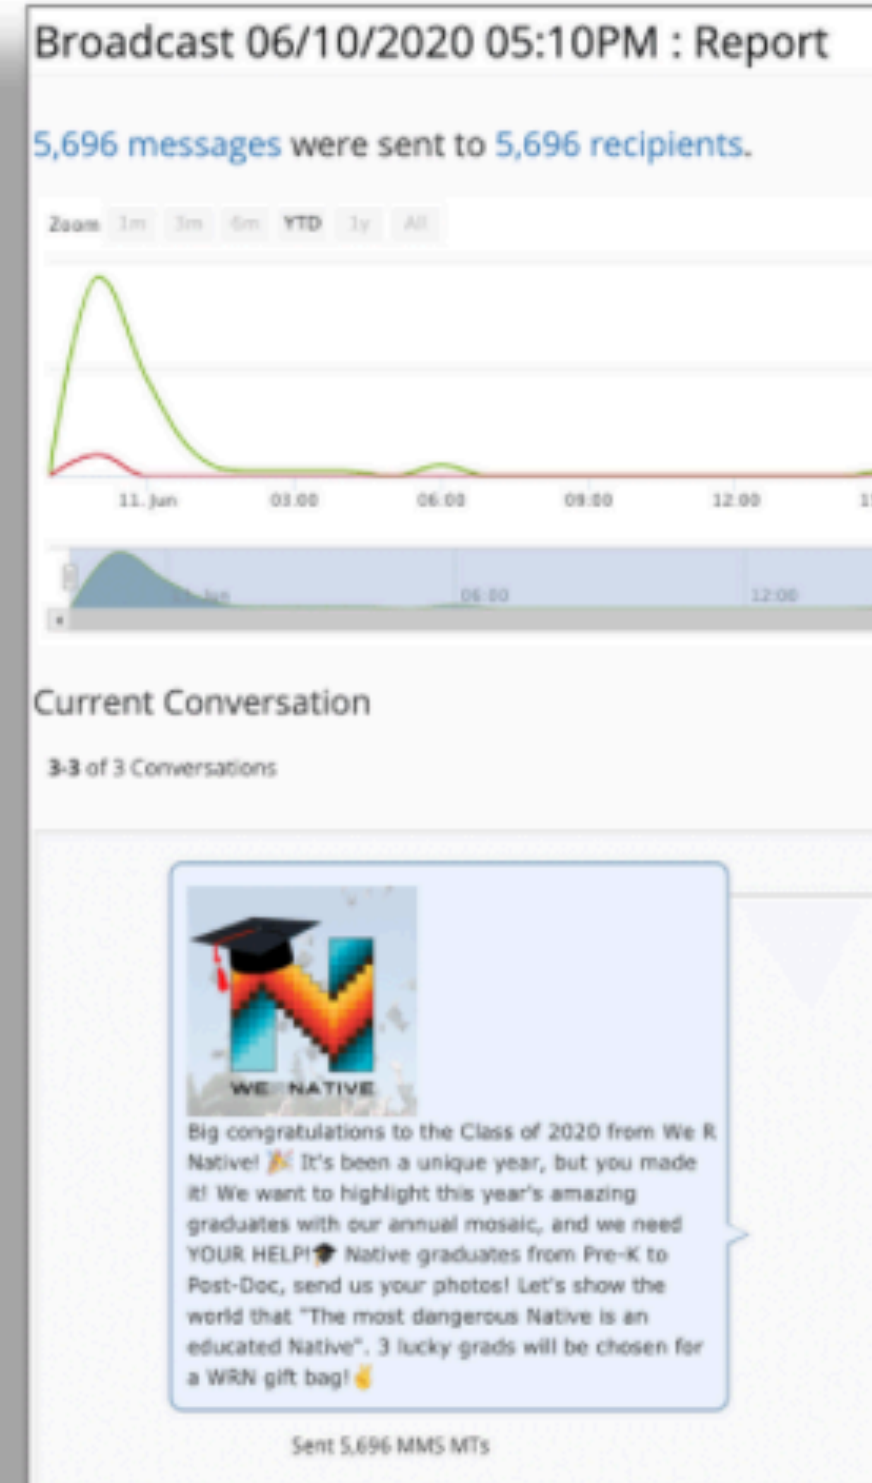 Broadcast 06/10/2020 05:10PM : Report
5,696 messages were sent to 5,696 recipients.
Zoom 1m 3m 6m YTD 1y All
11. Jun 03:00 06:00 09:00 12:00
Jun 06:00 12:00
Current Conversation
3-3 of 3 Conversations
WE R NATIVE
Big congratulations to the Class of 2020 from We R
Native! 🎉 It's been a unique year, but you made
it! We want to highlight this year's amazing
graduates with our annual mosaic, and we need
YOUR HELP!🎓 Native graduates from Pre-K to
Post-Doc, send us your photos! Let's show the
world that "The most dangerous Native is an
educated Native". 3 lucky grads will be chosen for
a WRN gift bag!✌
Sent 5,696 MMS MTs